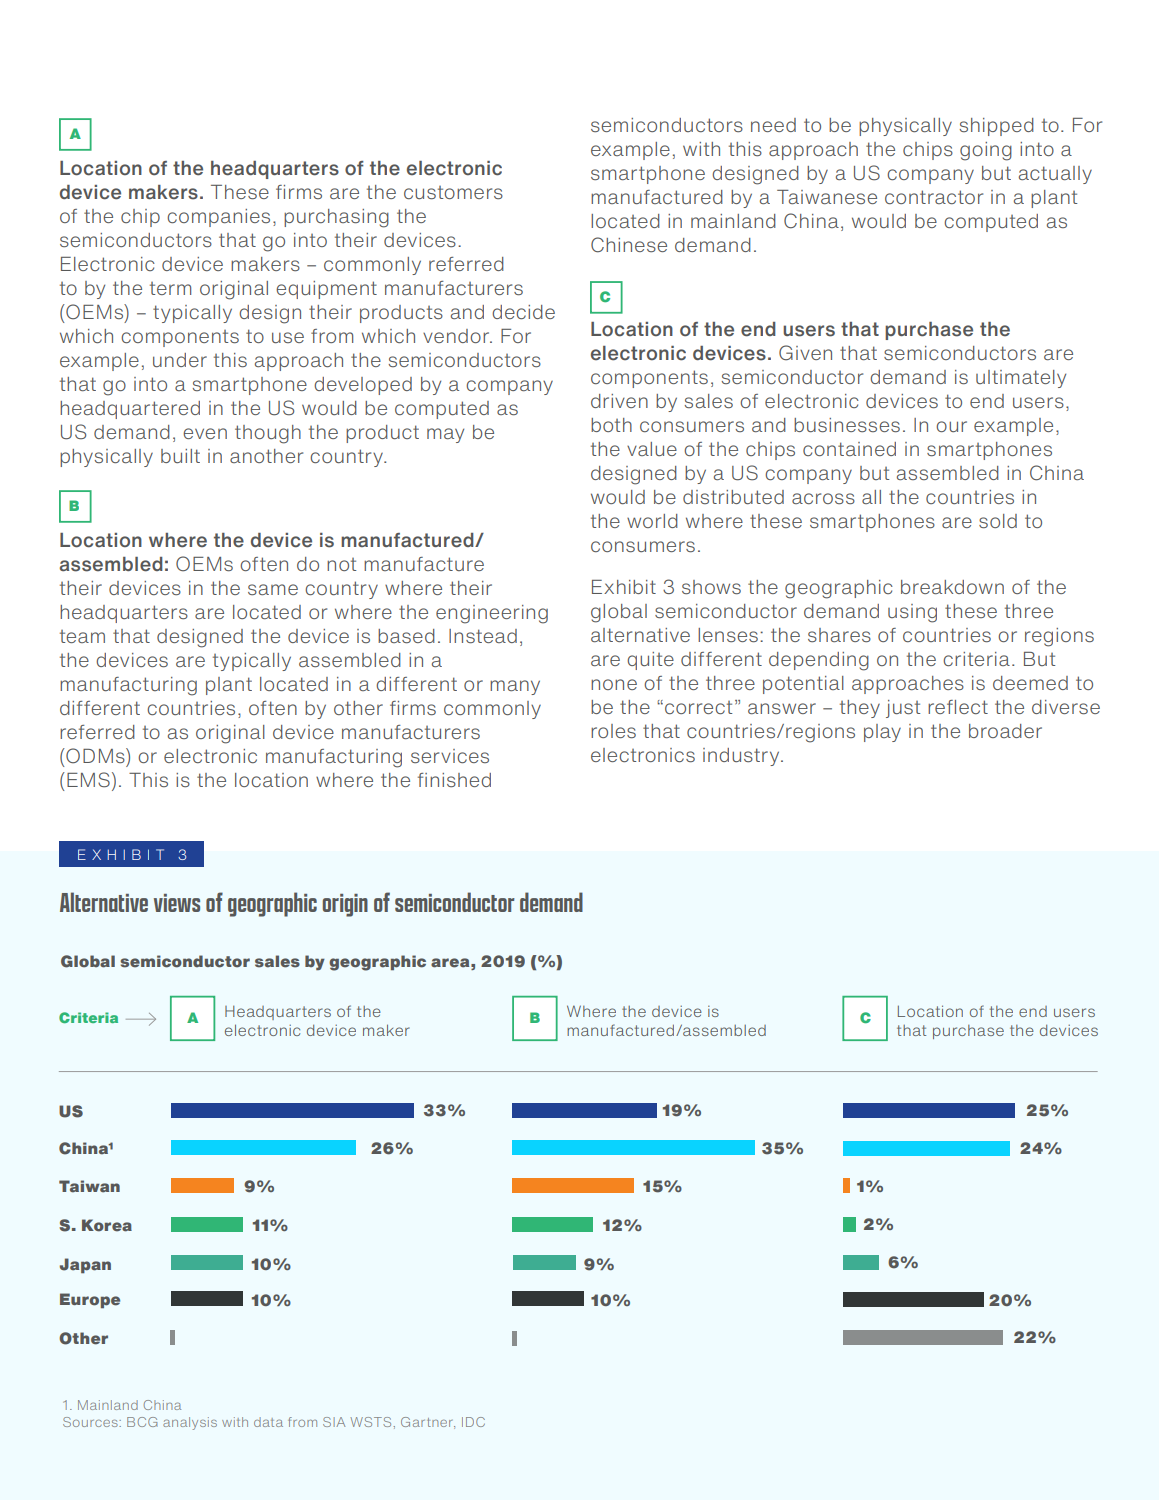 A
Location of the headquarters of the electronic
device makers. These firms are the customers
of the chip companies, purchasing the
semiconductors that go into their devices.
Electronic device makers – commonly referred
to by the term original equipment manufacturers
(OEMs) – typically design their products and decide
which components to use from which vendor. For
example, under this approach the semiconductors
that go into a smartphone developed by a company
headquartered in the US would be computed as
US demand, even though the product may be
physically built in another country.
B
Location where the device is manufactured/
assembled: OEMs often do not manufacture
their devices in the same country where their
headquarters are located or where the engineering
team that designed the device is based. Instead,
the devices are typically assembled in a
manufacturing plant located in a different or many
different countries, often by other firms commonly
referred to as original device manufacturers
(ODMs) or electronic manufacturing services
(EMS). This is the location where the finished
semiconductors need to be physically shipped to. For
example, with this approach the chips going into a
smartphone designed by a US company but actually
manufactured by a Taiwanese contractor in a plant
located in mainland China, would be computed as
Chinese demand.
C
Location of the end users that purchase the
electronic devices. Given that semiconductors are
components, semiconductor demand is ultimately
driven by sales of electronic devices to end users,
both consumers and businesses. In our example,
the value of the chips contained in smartphones
designed by a US company but assembled in China
would be distributed across all the countries in
the world where these smartphones are sold to
consumers.
Exhibit 3 shows the geographic breakdown of the
global semiconductor demand using these three
alternative lenses: the shares of countries or regions
are quite different depending on the criteria. But
none of the three potential approaches is deemed to
be the “correct” answer – they just reflect the diverse
roles that countries/regions play in the broader
electronics industry.
EXHIBIT 3
Alternative views of geographic origin of semiconductor demand
Global semiconductor sales by geographic area, 2019 (%)
Criteria
A
Headquarters of the
electronic device maker
B
Where the device is
manufactured/assembled
C
Location of the end users
that purchase the devices
US 33% 19% 25%
China¹ 26% 35% 24%
Taiwan 9% 15% 1%
S. Korea 11% 12% 2%
Japan 10% 9% 6%
Europe 10% 10% 20%
Other 22%
1. Mainland China
Sources: BCG analysis with data from SIA WSTS, Gartner, IDC